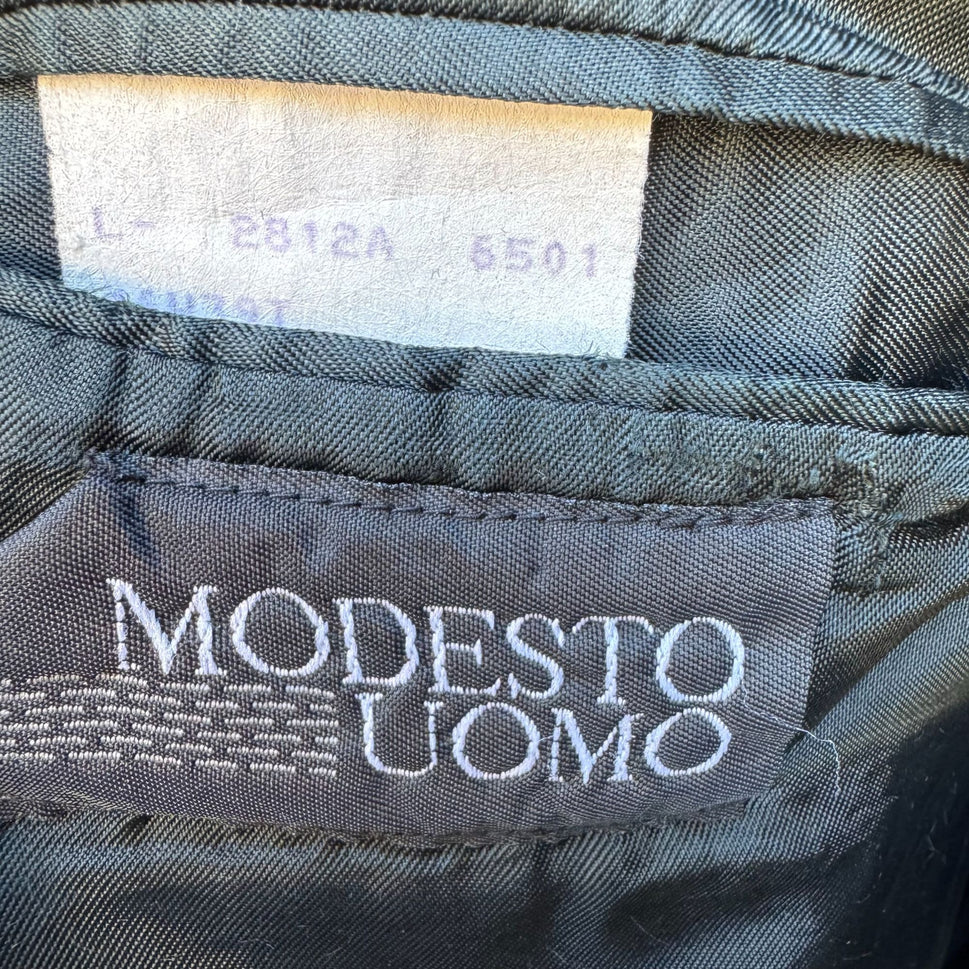 L- 2812A 6501
MODESTO
UOMO